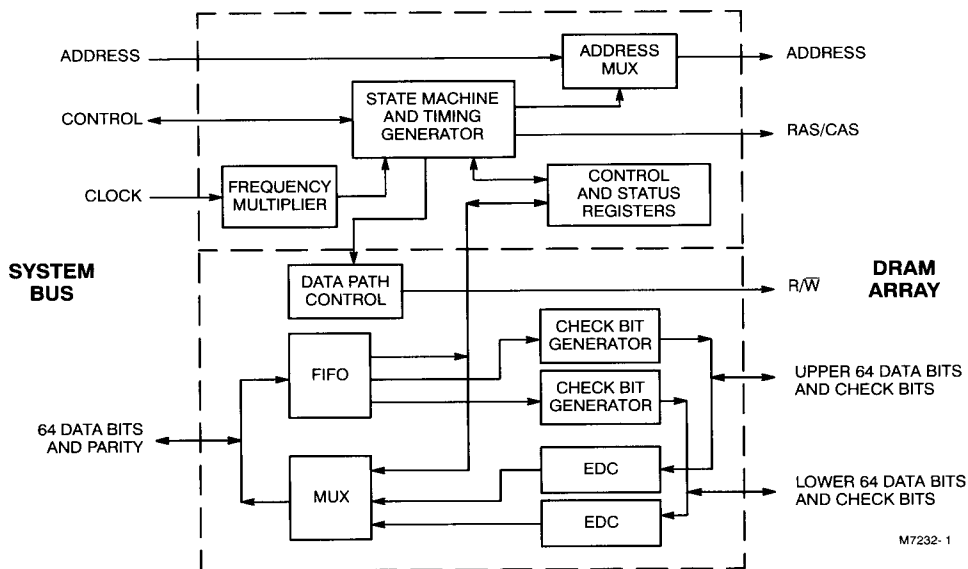 ADDRESS
ADDRESS
MUX
ADDRESS
STATE MACHINE
AND TIMING
GENERATOR
CONTROL
RAS/CAS
FREQUENCY
MULTIPLIER
CLOCK
CONTROL
AND STATUS
REGISTERS
SYSTEM
BUS
DATA PATH
CONTROL
R/W̅
DRAM
ARRAY
FIFO
CHECK BIT
GENERATOR
UPPER 64 DATA BITS
AND CHECK BITS
CHECK BIT
GENERATOR
64 DATA BITS
AND PARITY
MUX
EDC
LOWER 64 DATA BITS
AND CHECK BITS
EDC
M7232- 1